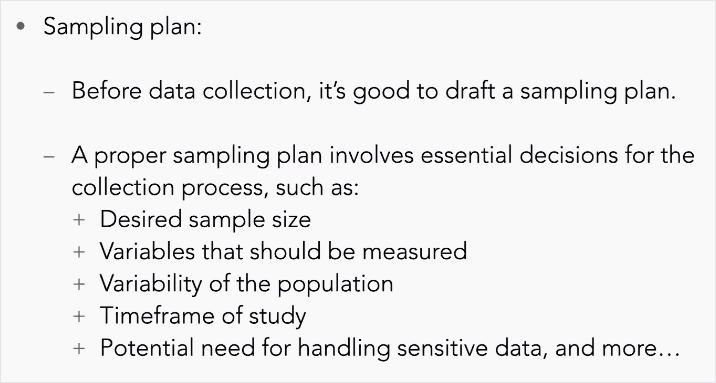 • Sampling plan:
– Before data collection, it’s good to draft a sampling plan.
– A proper sampling plan involves essential decisions for the
collection process, such as:
+ Desired sample size
+ Variables that should be measured
+ Variability of the population
+ Timeframe of study
+ Potential need for handling sensitive data, and more…